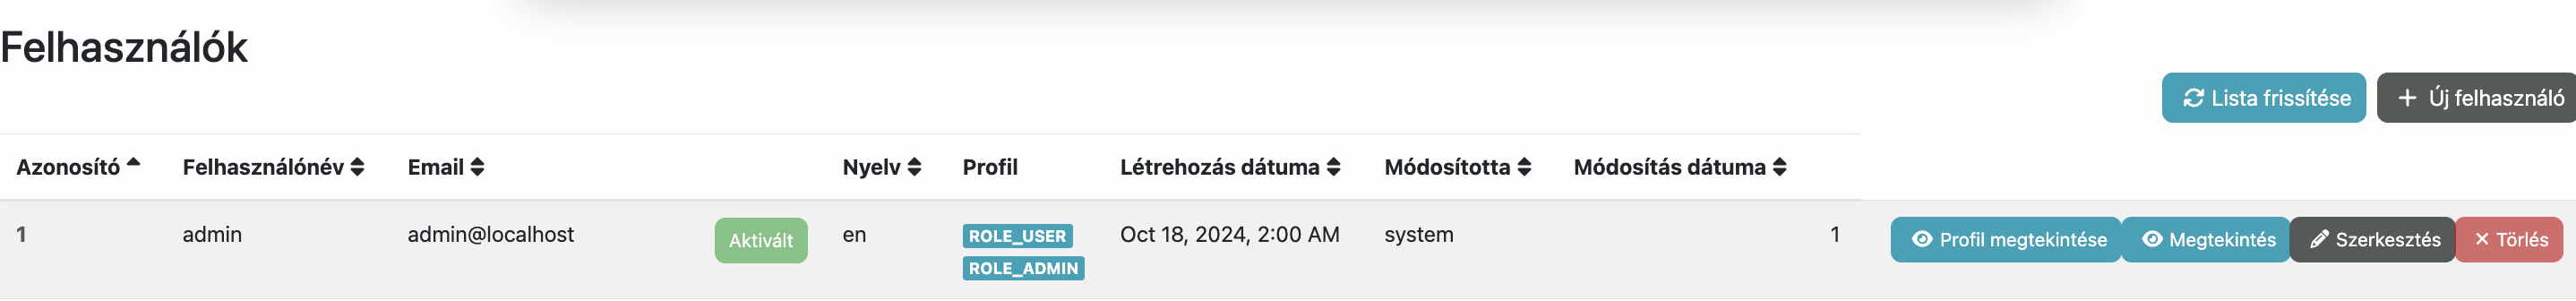 Felhasználók
Lista frissítése
Új felhasználó
Azonosító Felhasználónév Email Nyelv Profil Létrehozás dátuma Módosította Módosítás dátuma
1 admin admin@localhost Aktivált en ROLE_USER Oct 18, 2024, 2:00 AM system 1 Profil megtekintése Megtekintés Szerkesztés Törlés
ROLE_ADMIN